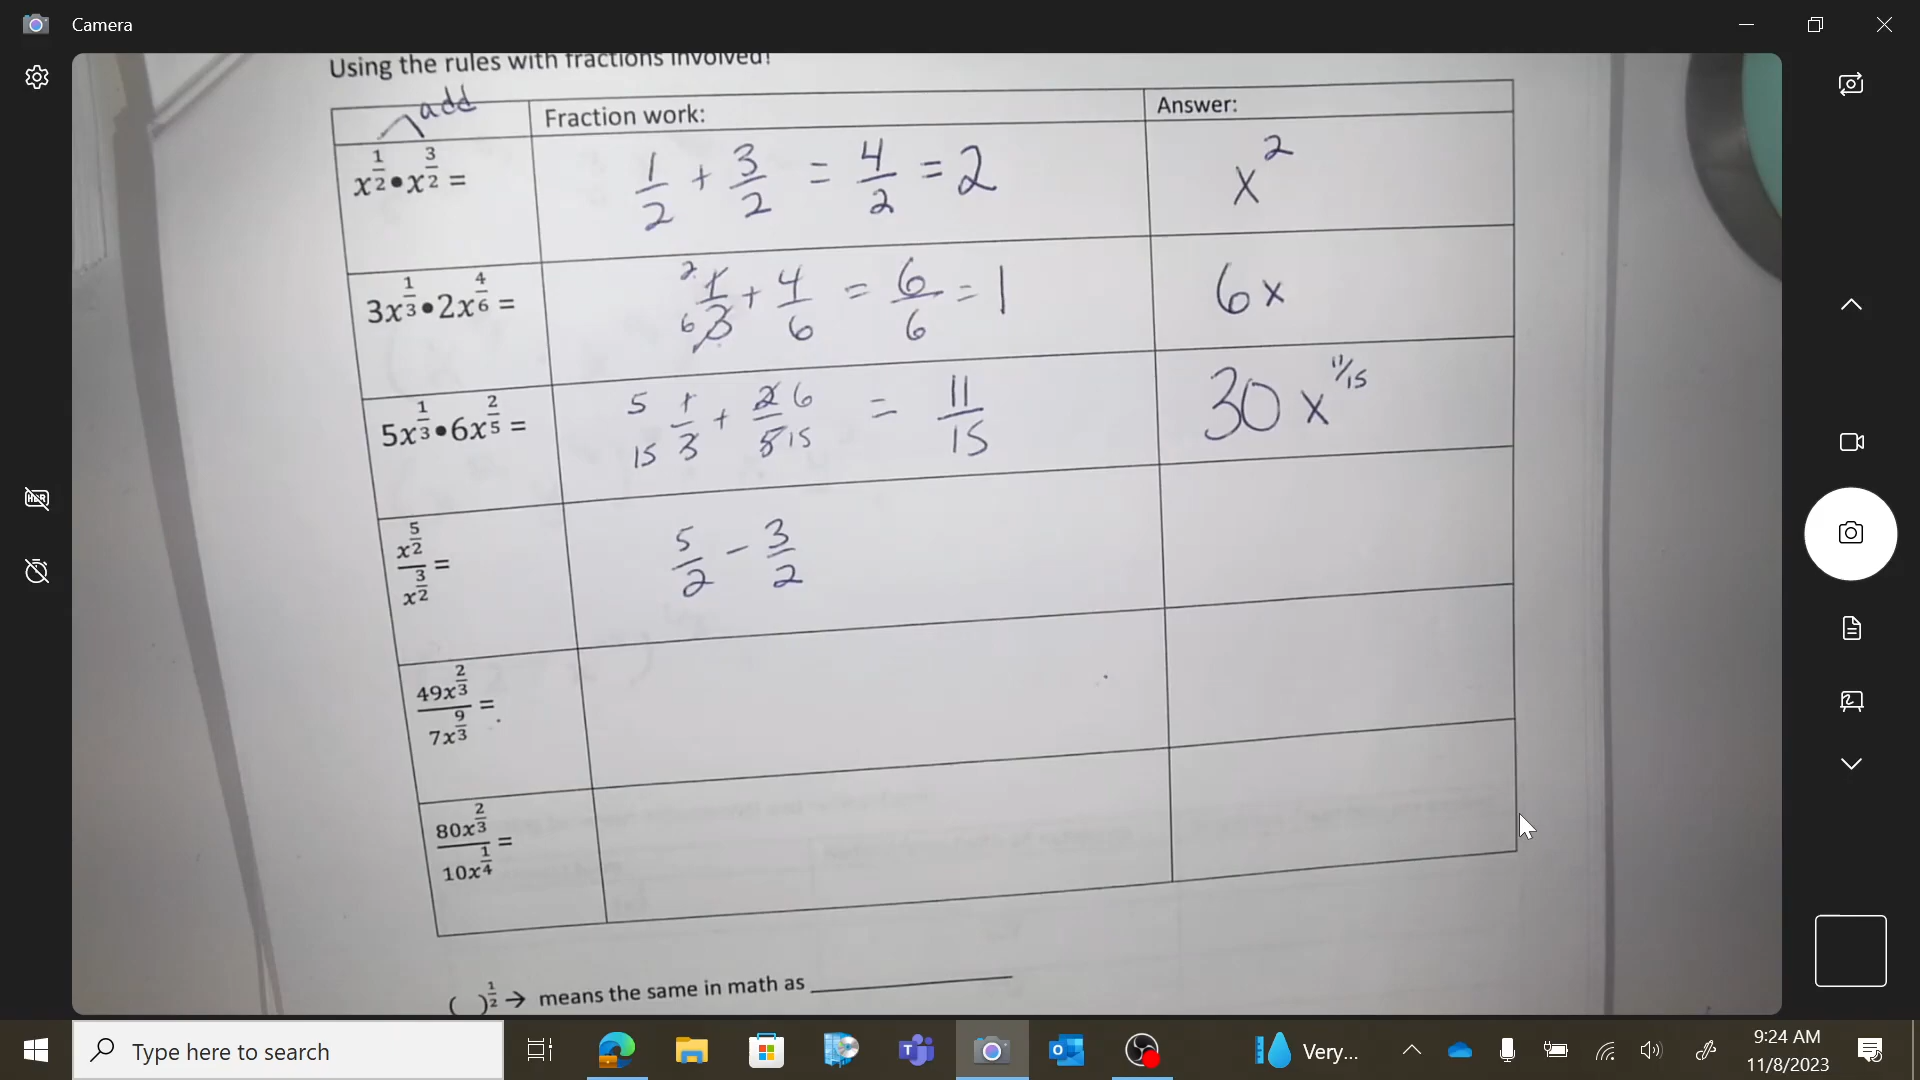 Camera
Using the rules with fractions involved!
add
Fraction work:
Answer:
x^(1/2) • x^(3/2) =
1/2 + 3/2 = 4/2 = 2
x^2
3x^(1/3) • 2x^(4/6) =
2 1/3 6 + 4/6 = 6/6 = 1
6x
5x^(1/3) • 6x^(2/5) =
5 1/3 15 + 2/5 6 15 = 11/15
30x^(11/15)
x^(5/2) / x^(3/2) =
5/2 − 3/2
49x^(2/3) / 7x^(9/3) =
80x^(2/3) / 10x^(1/4) =
( )^(1/2) → means the same in math as ____________
Type here to search
Very...
9:24 AM
11/8/2023